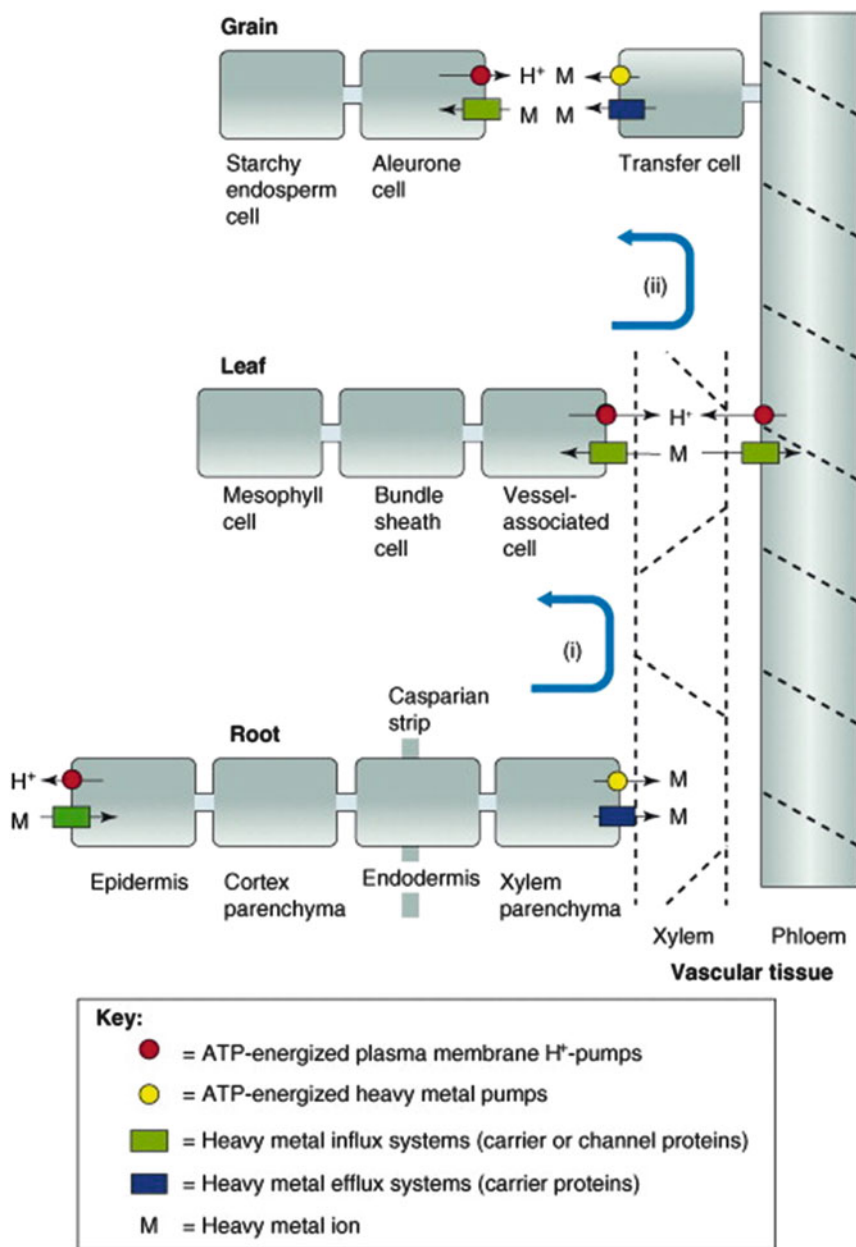 Grain
H⁺ M
M M
Starchy
endosperm
cell
Aleurone
cell
Transfer cell
(ii)
Leaf
H⁺
M
Mesophyll
cell
Bundle
sheath
cell
Vessel-
associated
cell
(i)
Casparian
strip
Root
H⁺
M
M
M
Epidermis
Cortex
parenchyma
Endodermis
Xylem
parenchyma
Xylem
Phloem
Vascular tissue
Key:
= ATP-energized plasma membrane H⁺-pumps
= ATP-energized heavy metal pumps
= Heavy metal influx systems (carrier or channel proteins)
= Heavy metal efflux systems (carrier proteins)
M = Heavy metal ion